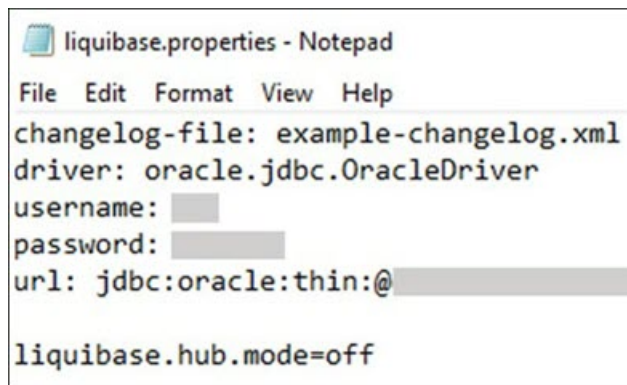 liquibase.properties - Notepad
File Edit Format View Help
changelog-file: example-changelog.xml
driver: oracle.jdbc.OracleDriver
username:
password:
url: jdbc:oracle:thin:@
liquibase.hub.mode=off